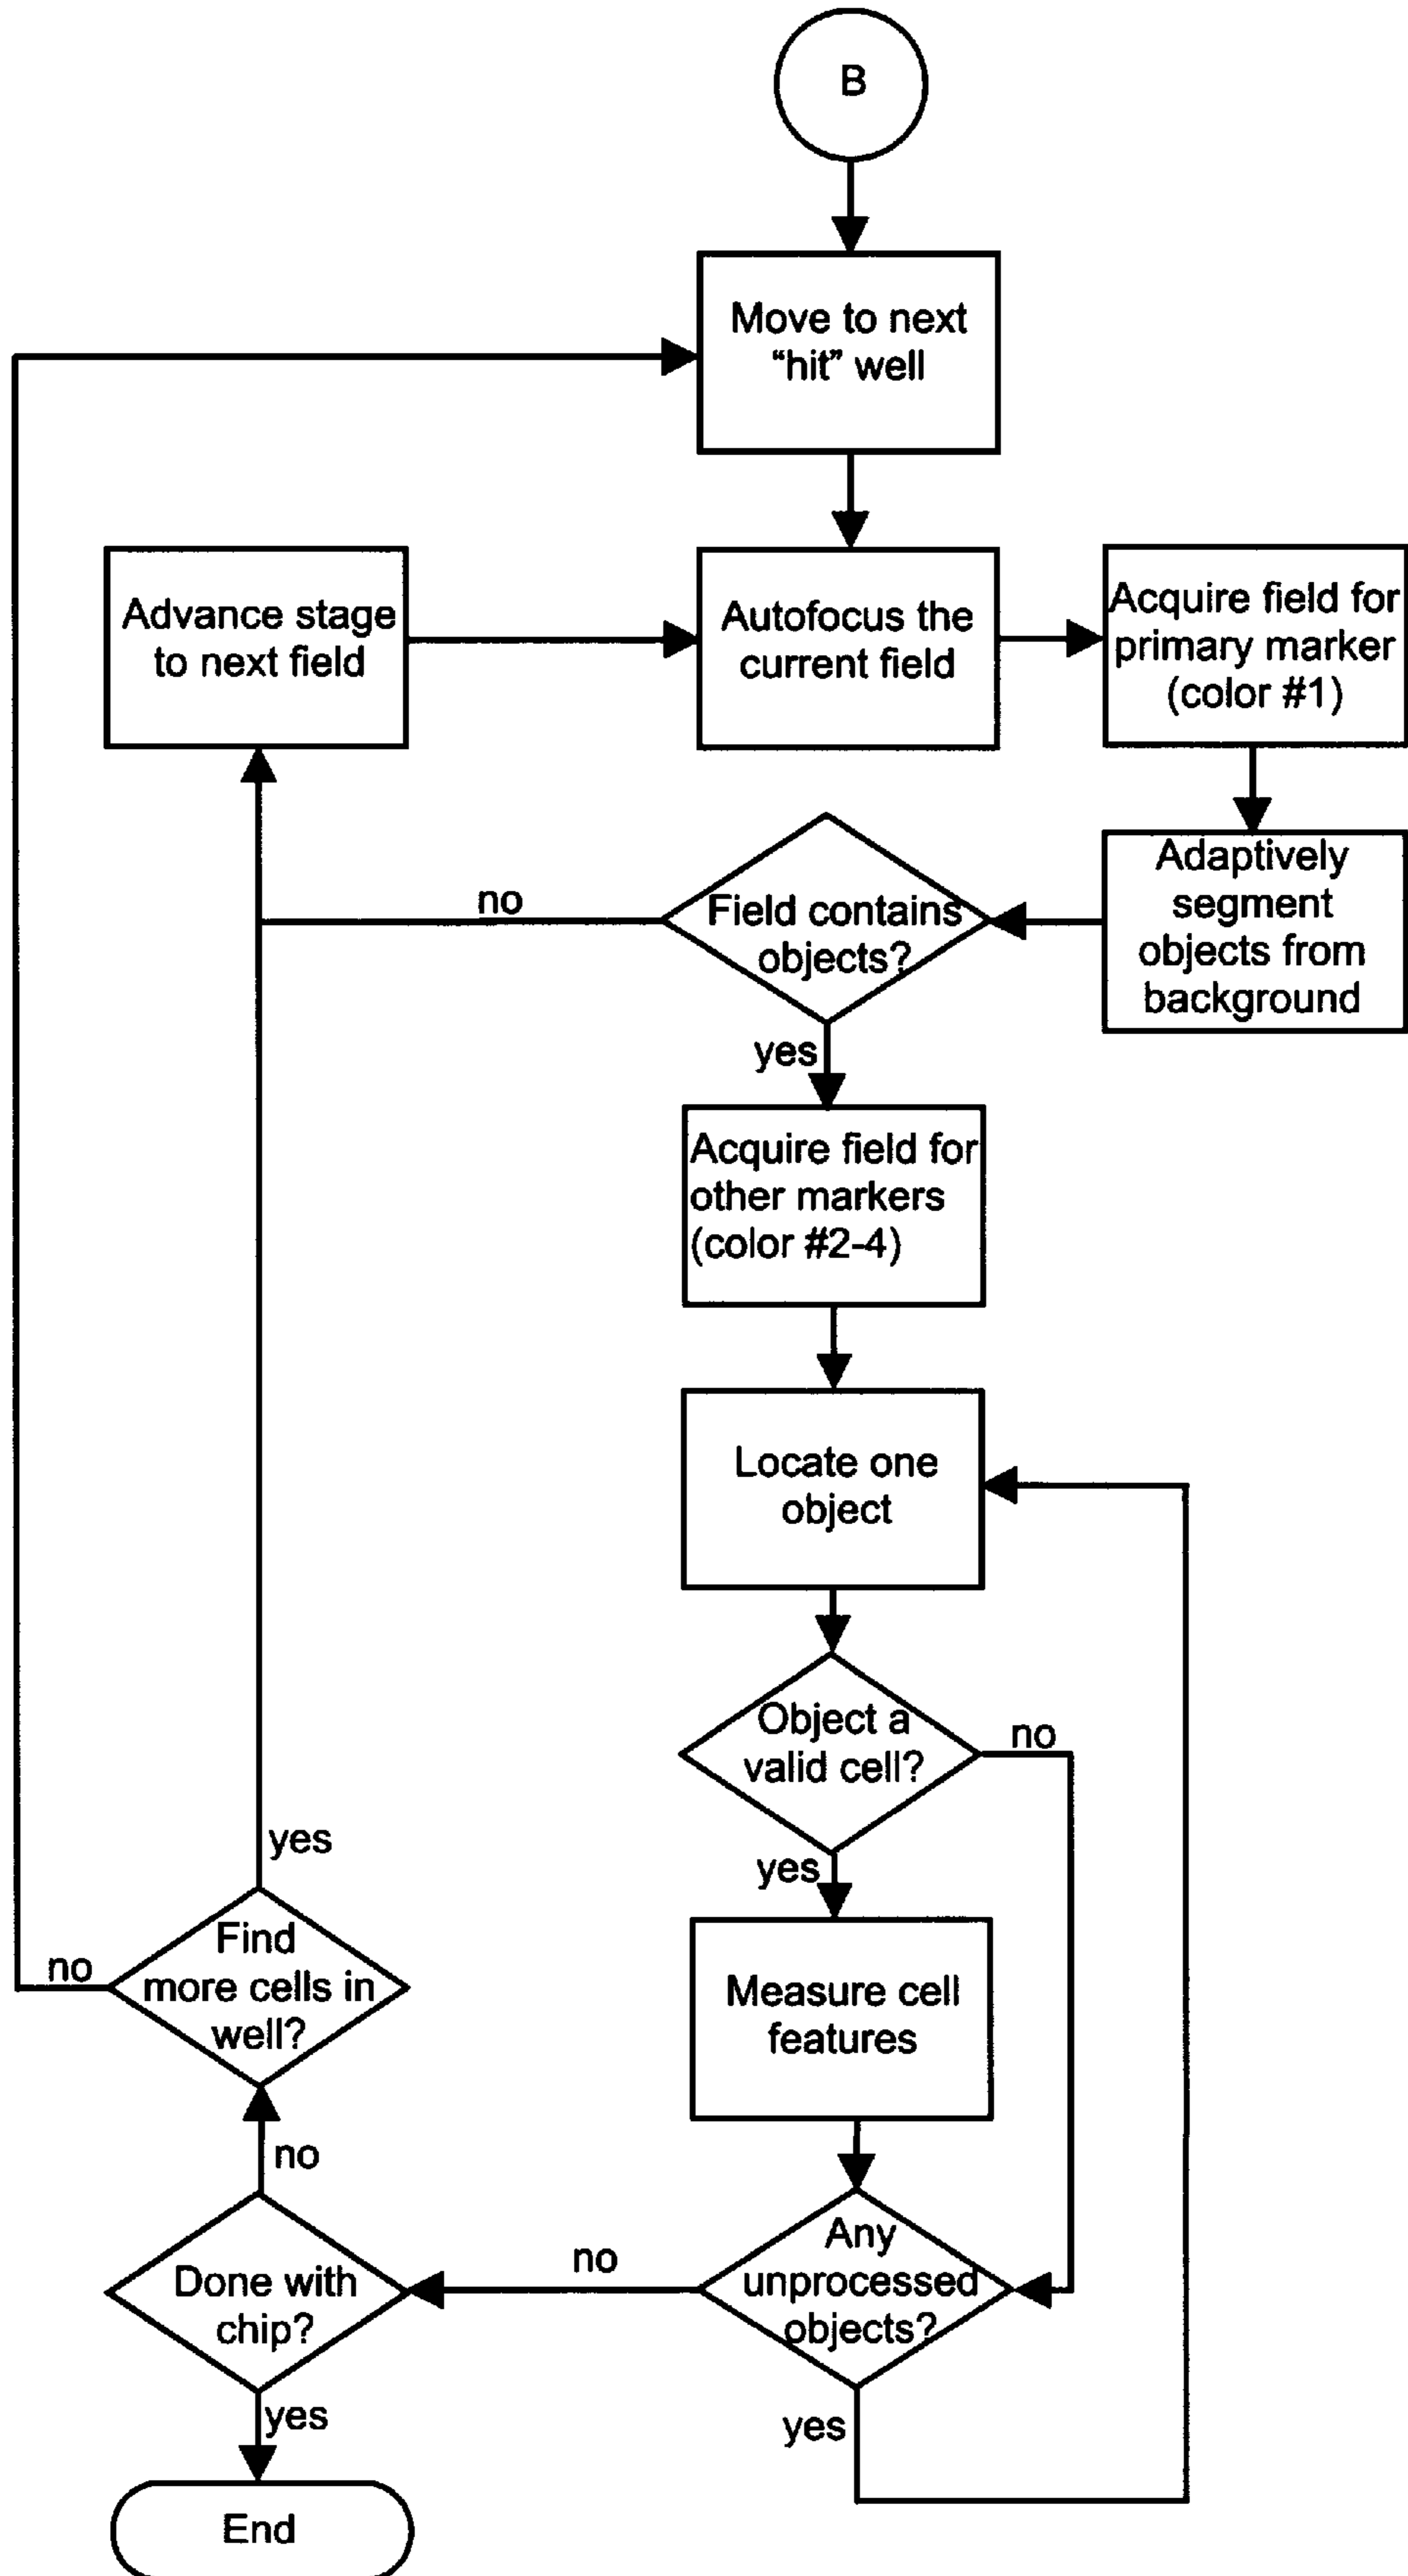 B
Move to next
“hit” well
Advance stage
to next field
Autofocus the
current field
Acquire field for
primary marker
(color #1)
Adaptively
segment
objects from
background
Field contains
objects?
no
yes
Acquire field for
other markers
(color #2-4)
Locate one
object
Object a
valid cell?
no
yes
Measure cell
features
Any
unprocessed
objects?
yes
no
Done with
chip?
no
yes
Find
more cells in
well?
yes
no
End